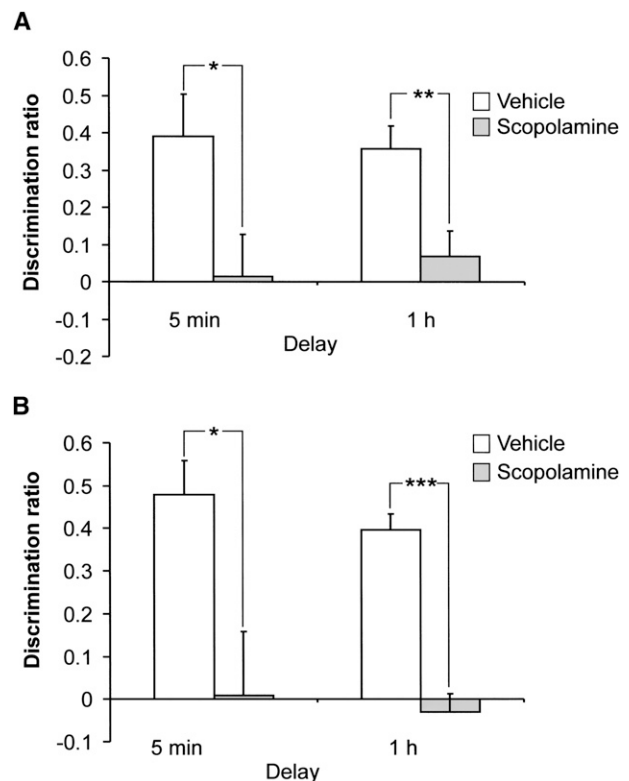 A
Discrimination ratio
0.6
0.5
0.4
0.3
0.2
0.1
0
-0.1
-0.2
*
**
Vehicle
Scopolamine
5 min
1 h
Delay
B
Discrimination ratio
0.6
0.5
0.4
0.3
0.2
0.1
0
-0.1
*
***
Vehicle
Scopolamine
5 min
1 h
Delay